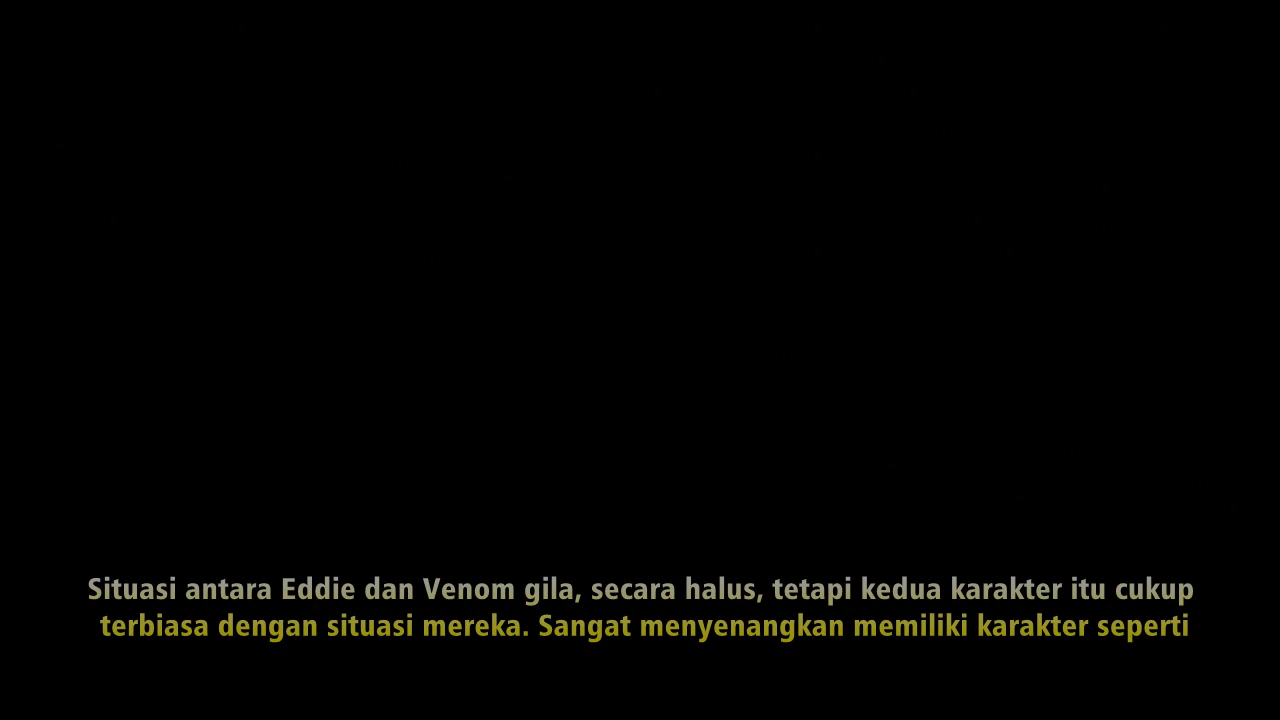 Situasi antara Eddie dan Venom gila, secara halus, tetapi kedua karakter itu cukup
terbiasa dengan situasi mereka. Sangat menyenangkan memiliki karakter seperti